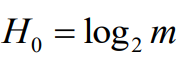 H₀ = log₂ m